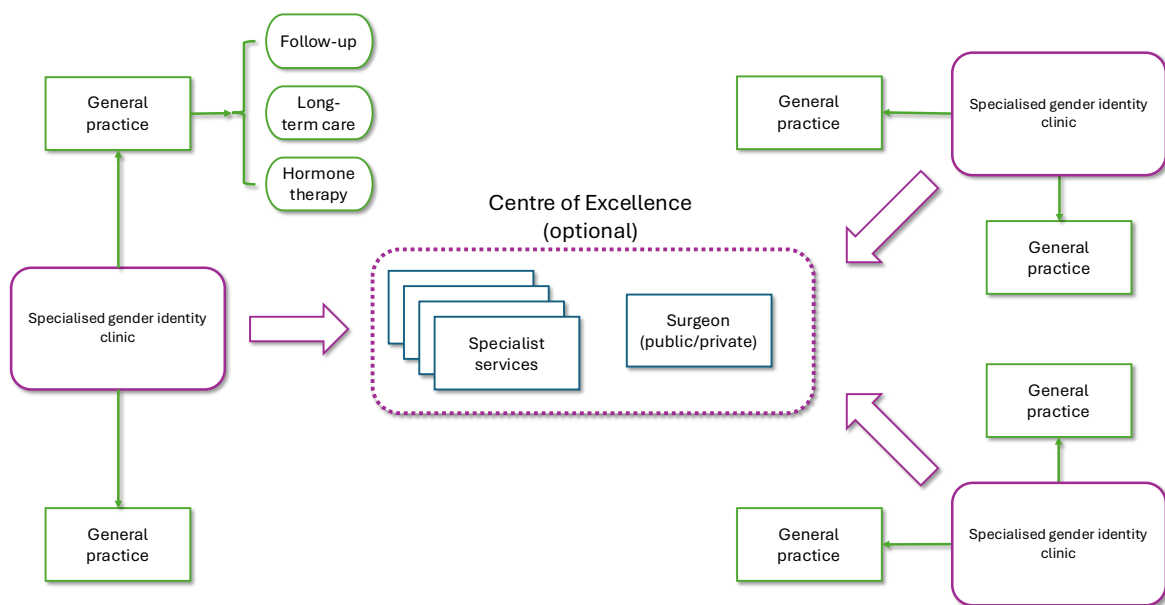 Follow-up
General
practice
Long-
term care
Hormone
therapy
General
practice
Specialised gender identity
clinic
Centre of Excellence
(optional)
General
practice
Specialised gender identity
clinic
Specialist
services
Surgeon
(public/private)
General
practice
General
practice
General
practice
Specialised gender identity
clinic